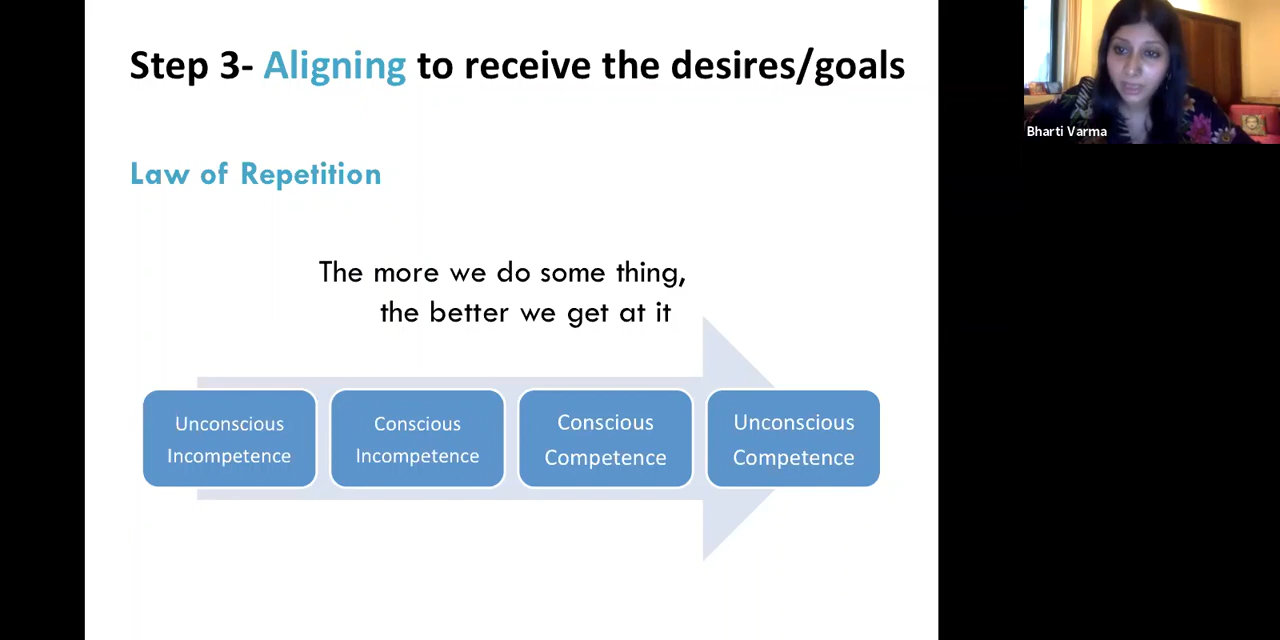 Step 3- Aligning to receive the desires/goals
Bharti Varma
Law of Repetition
The more we do some thing,
the better we get at it
Unconscious
Incompetence
Conscious
Incompetence
Conscious
Competence
Unconscious
Competence